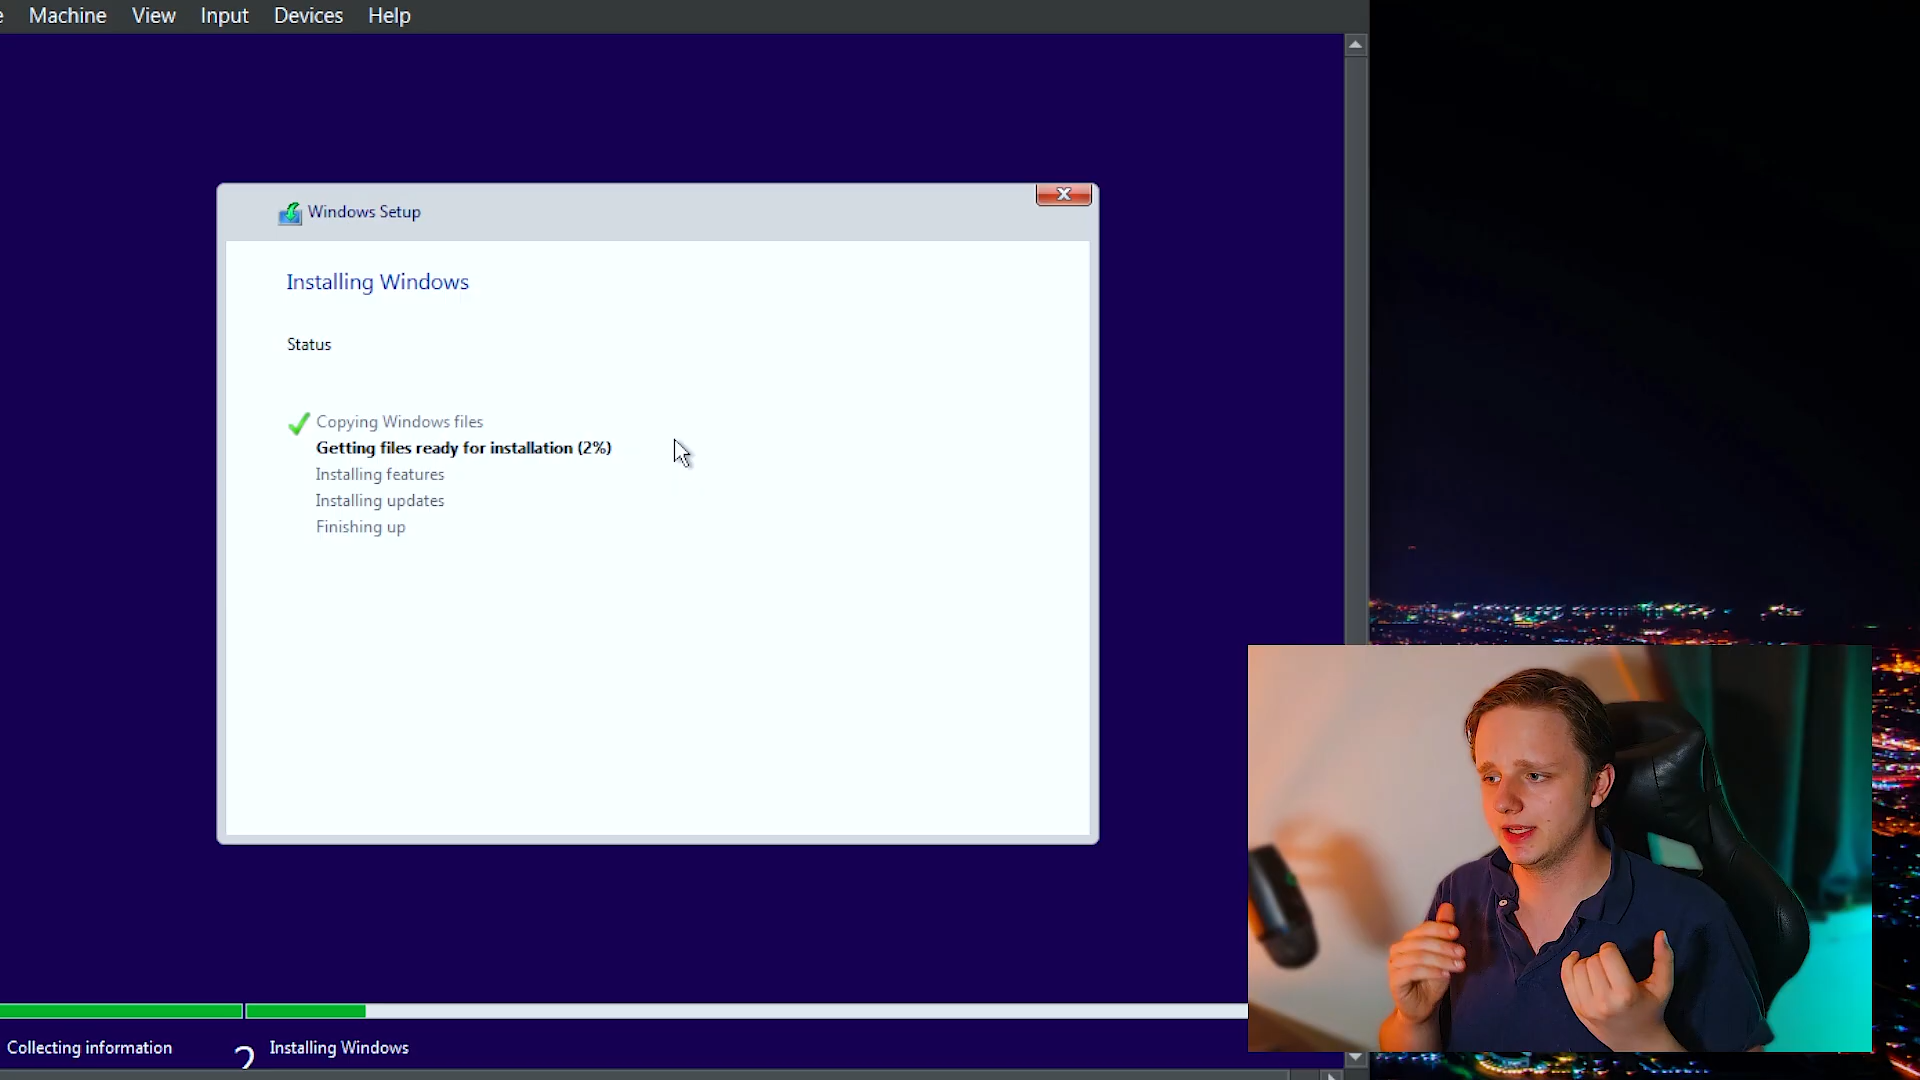 Machine View Input Devices Help
Windows Setup
Installing Windows
Status
Copying Windows files
Getting files ready for installation (2%)
Installing features
Installing updates
Finishing up
Collecting information
2 Installing Windows